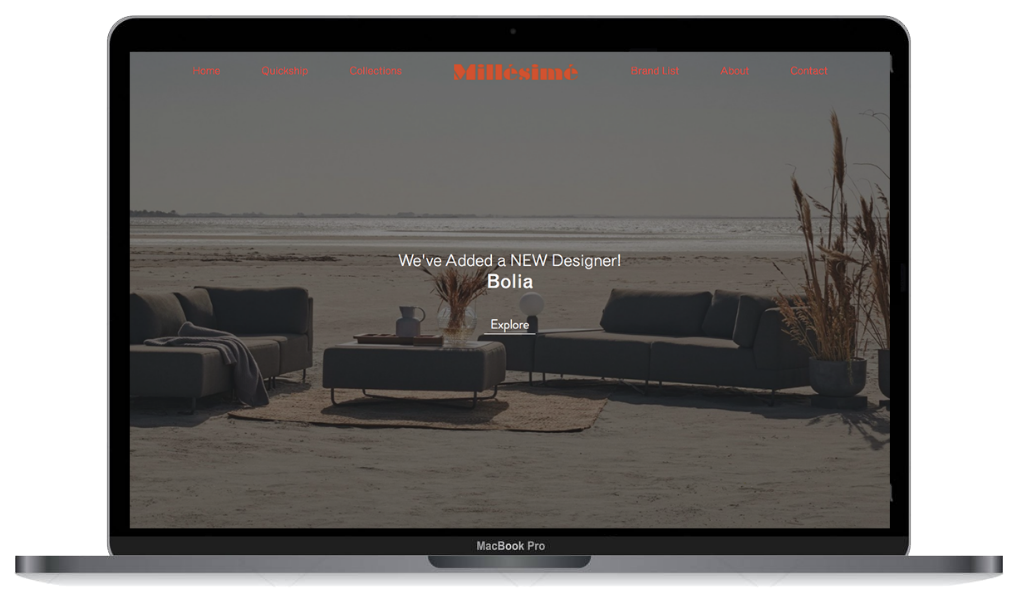 Home Quickship Collections Millésimé Brand List About Contact
We've Added a NEW Designer!
Bolia
Explore
MacBook Pro